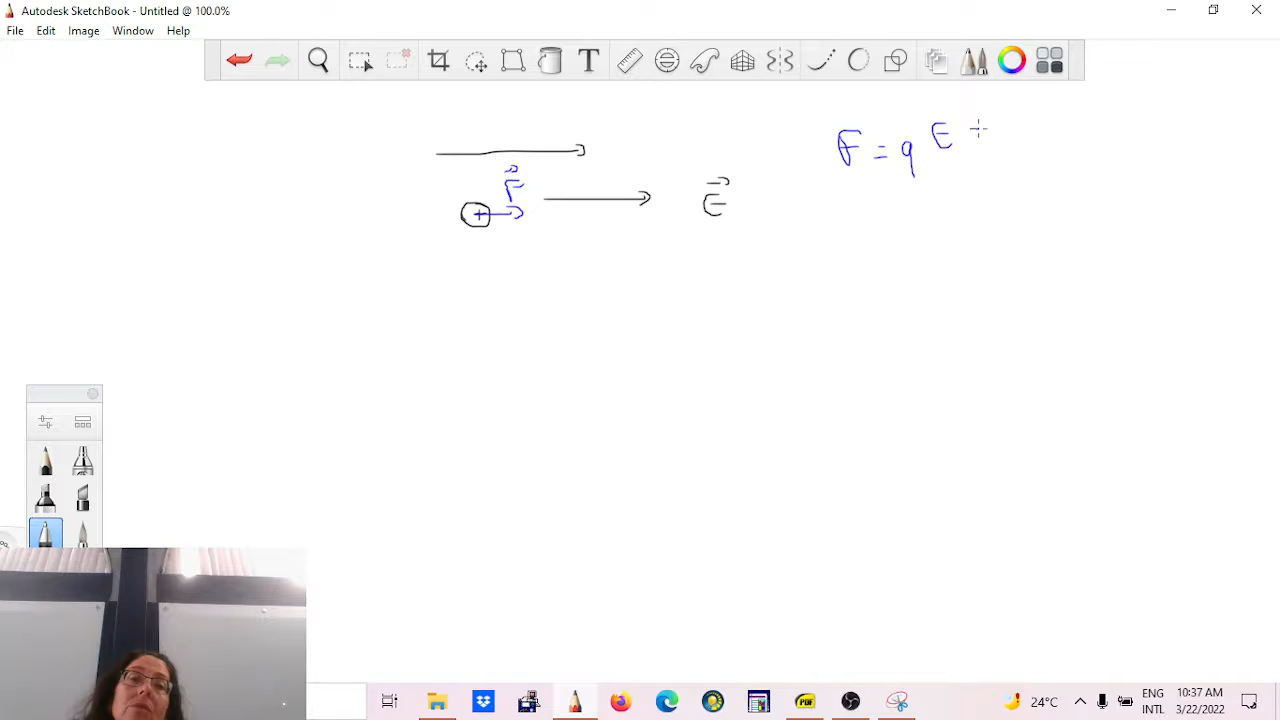 Autodesk SketchBook - Untitled @ 100.0%
File Edit Image Window Help
T
F = q E
F
E
+
PDF
24°C
ENG
INTL
10:37 AM
3/22/2022